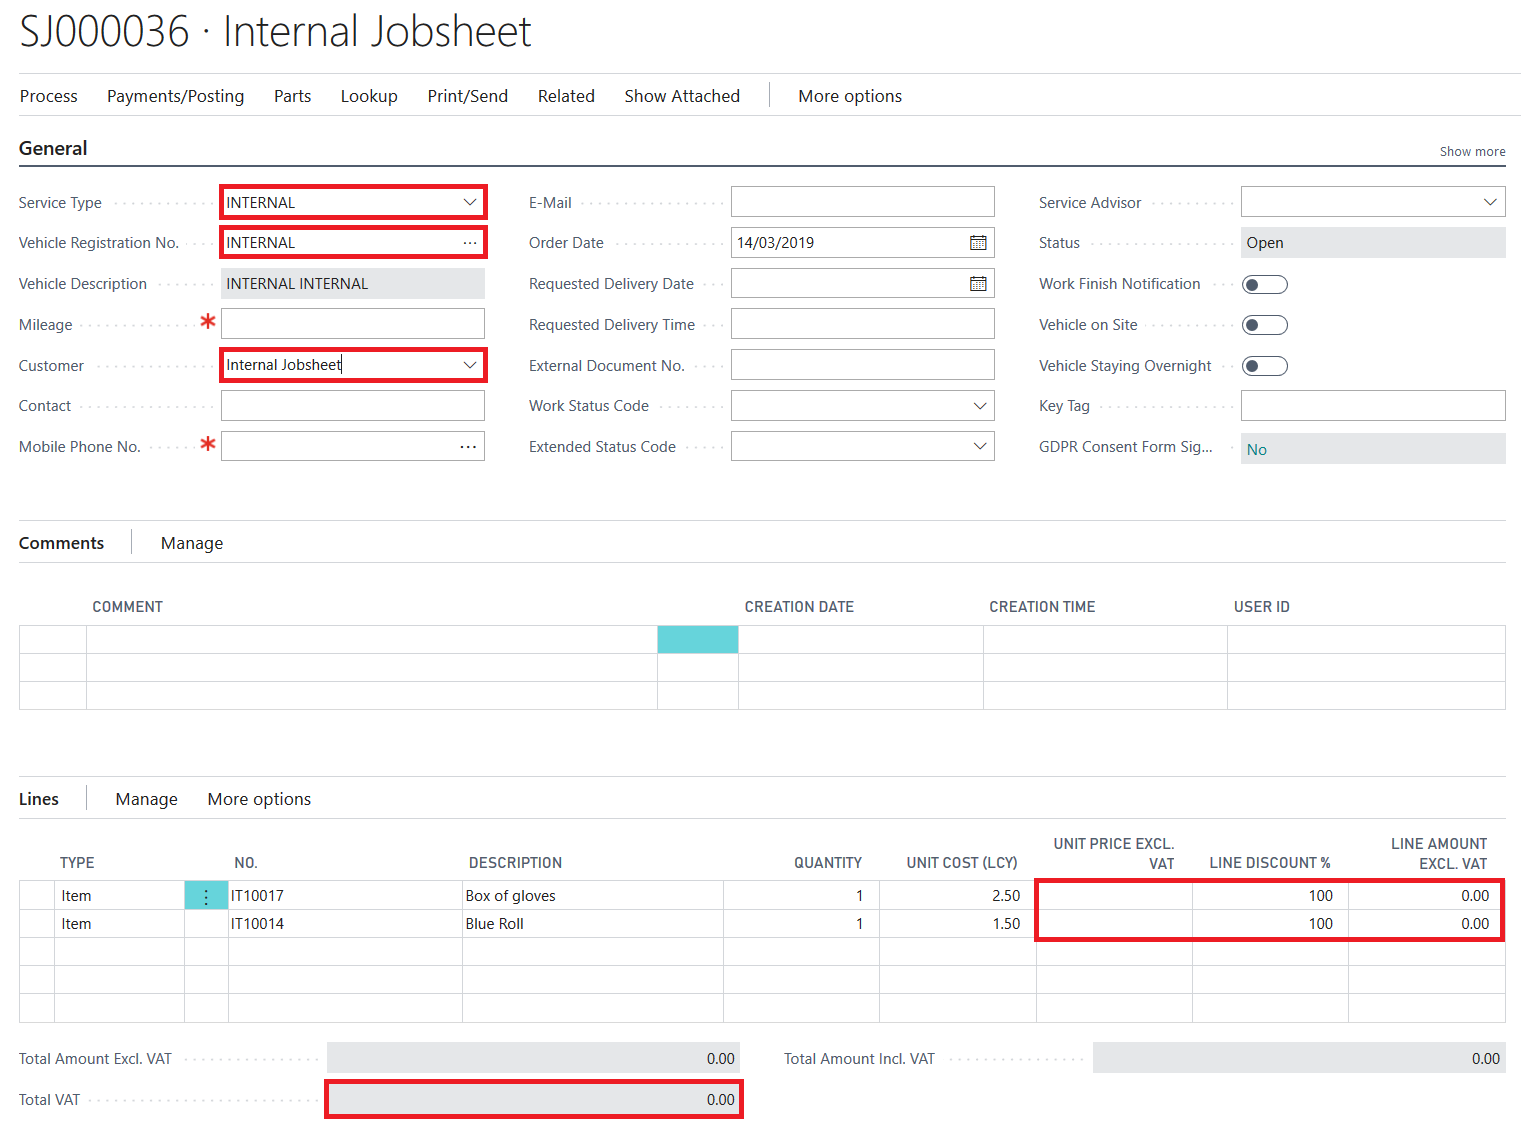 SJ000036 · Internal Jobsheet
Process Payments/Posting Parts Lookup Print/Send Related Show Attached More options
General Show more
Service Type INTERNAL E-Mail Service Advisor
Vehicle Registration No. INTERNAL ... Order Date 14/03/2019 Status Open
Vehicle Description INTERNAL INTERNAL Requested Delivery Date Work Finish Notification
Mileage * Requested Delivery Time Vehicle on Site
Customer Internal Jobsheet External Document No. Vehicle Staying Overnight
Contact Work Status Code Key Tag
Mobile Phone No. * ... Extended Status Code GDPR Consent Form Sig... No
Comments Manage
COMMENT CREATION DATE CREATION TIME USER ID
Lines Manage More options
UNIT PRICE EXCL. LINE AMOUNT
TYPE NO. DESCRIPTION QUANTITY UNIT COST (LCY) VAT LINE DISCOUNT % EXCL. VAT
Item IT10017 Box of gloves 1 2.50 100 0.00
Item IT10014 Blue Roll 1 1.50 100 0.00
Total Amount Excl. VAT 0.00 Total Amount Incl. VAT 0.00
Total VAT 0.00